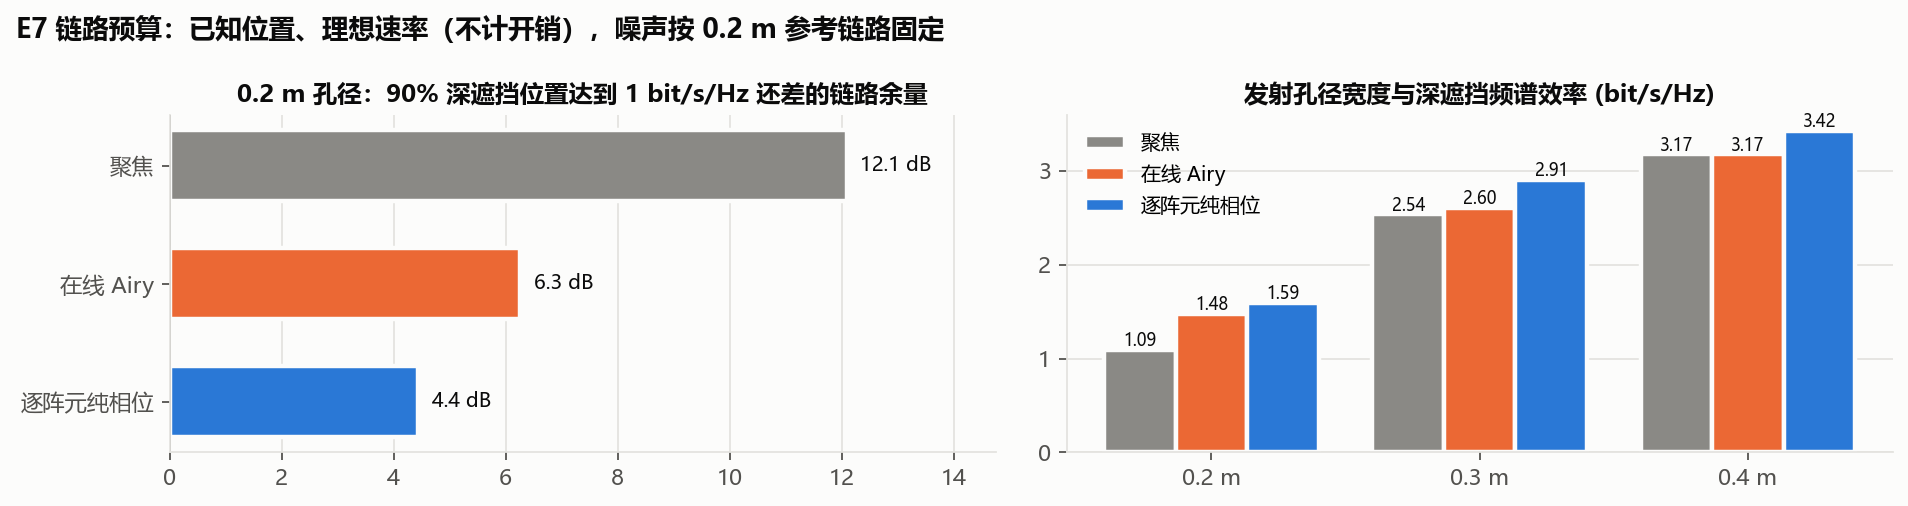 E7 链路预算：已知位置、理想速率（不计开销），噪声按 0.2 m 参考链路固定
0.2 m 孔径：90% 深遮挡位置达到 1 bit/s/Hz 还差的链路余量
聚焦
12.1 dB
在线 Airy
6.3 dB
逐阵元纯相位
4.4 dB
0 2 4 6 8 10 12 14
发射孔径宽度与深遮挡频谱效率 (bit/s/Hz)
聚焦
在线 Airy
逐阵元纯相位
3
2
1
0
1.09 1.48 1.59
2.54 2.60 2.91
3.17 3.17 3.42
0.2 m 0.3 m 0.4 m